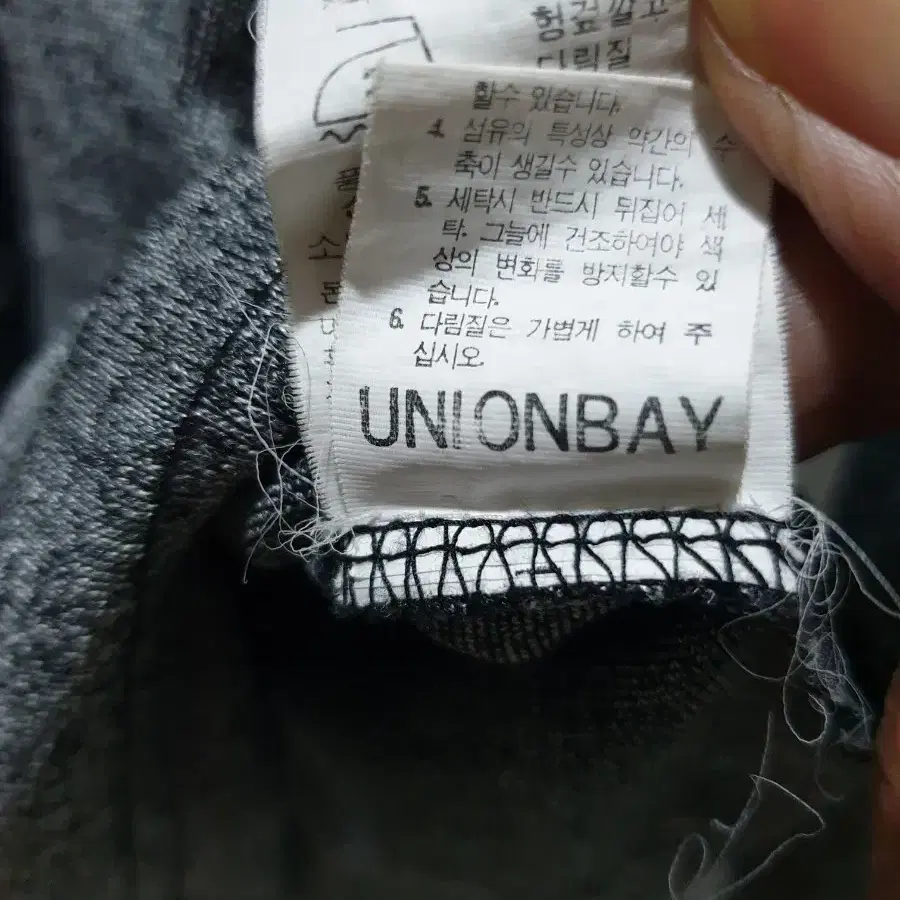 헝겊깔고
다림질
할수 있습니다.
4. 섬유의 특성상 약간의 수
축이 생길수 있습니다.
5. 세탁시 반드시 뒤집어 세
탁. 그늘에 건조하여야 색
상의 변화를 방지할수 있
습니다.
6. 다림질은 가볍게 하여 주
십시오.
UNIONBAY